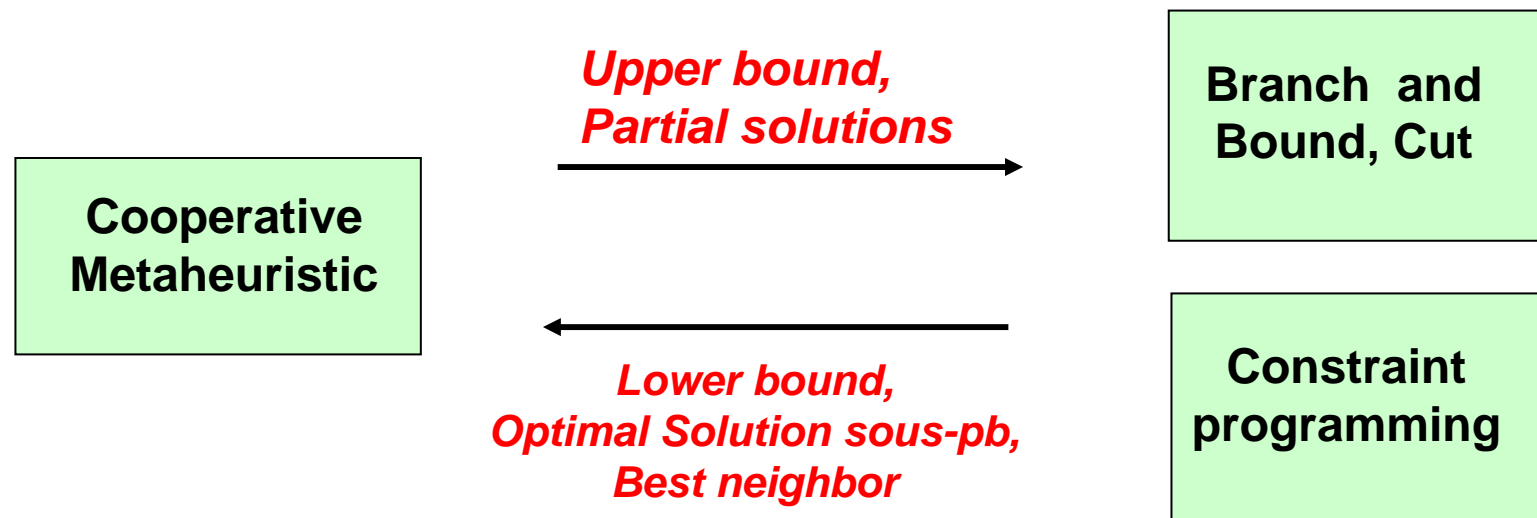 Upper bound,
Partial solutions
Branch and
Bound, Cut
Cooperative
Metaheuristic
Lower bound,
Optimal Solution sous-pb,
Best neighbor
Constraint
programming